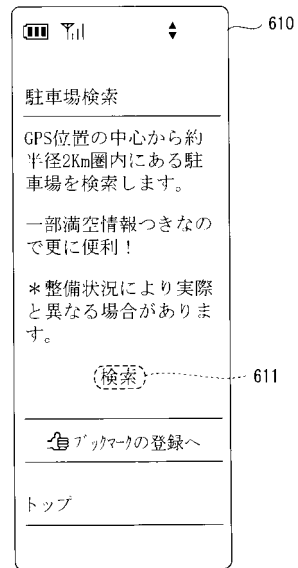 610
駐車場検索
GPS位置の中心から約
半径2Km圏内にある駐
車場を検索します。
一部満空情報つきなの
で更に便利！
＊整備状況により実際
と異なる場合がありま
す。
検索
611
ﾌﾞｯｸﾏｰｸの登録へ
トップ